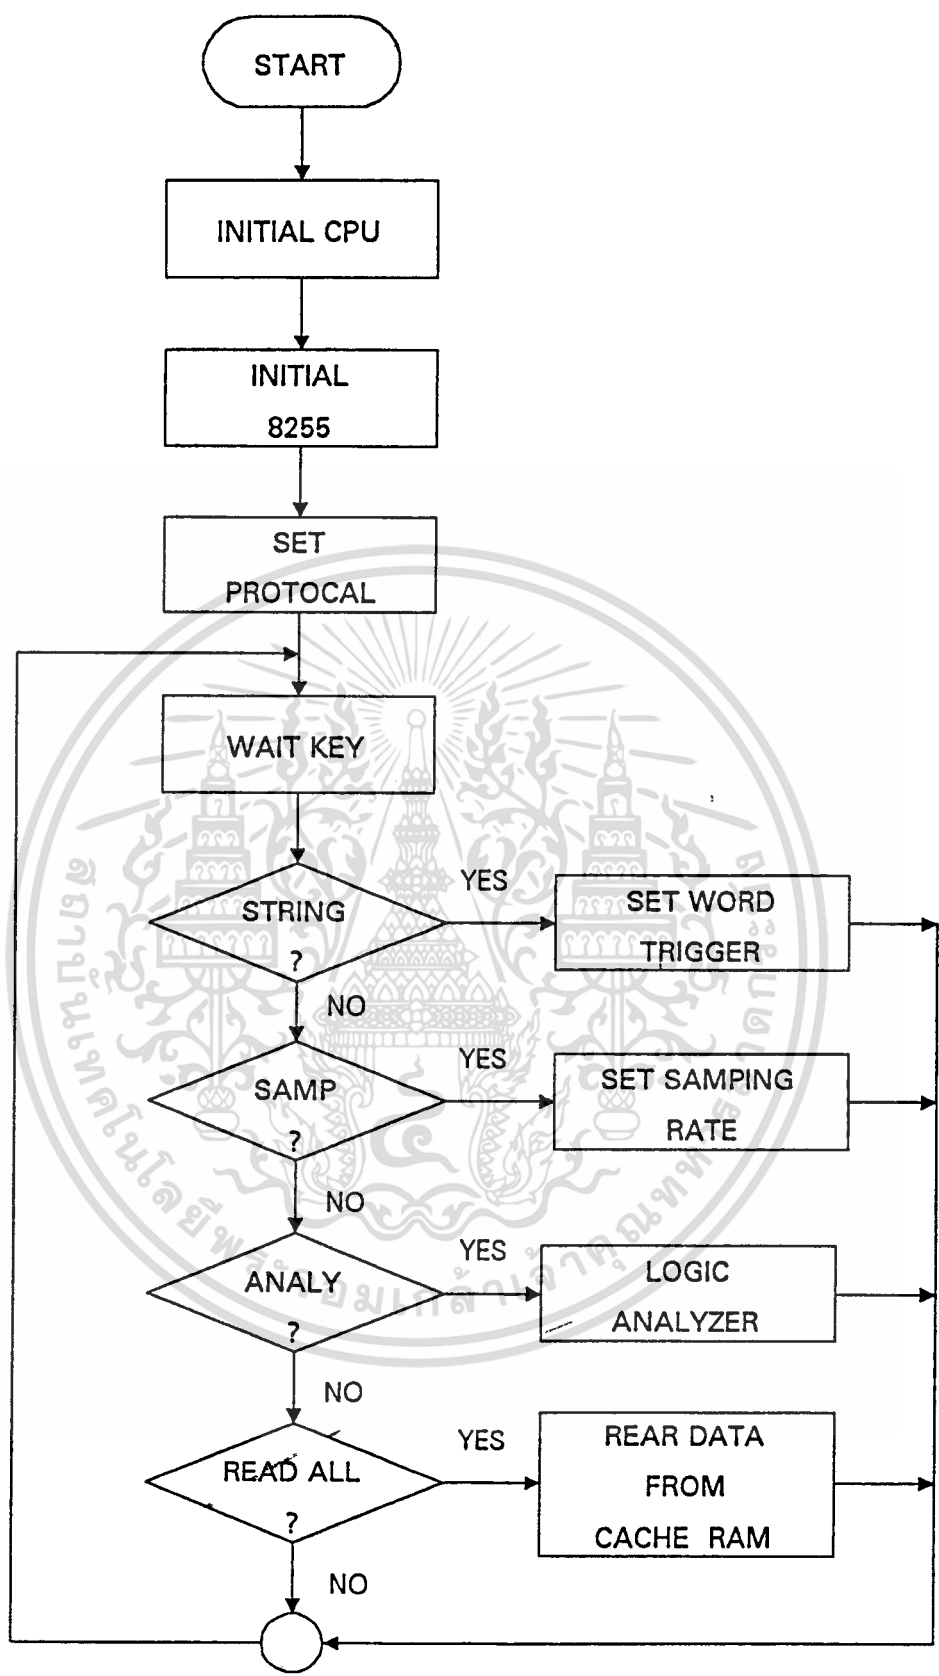 START
INITIAL CPU
INITIAL
8255
SET
PROTOCAL
WAIT KEY
STRING
?
YES
SET WORD
TRIGGER
NO
SAMP
?
YES
SET SAMPING
RATE
NO
ANALY
?
YES
LOGIC
ANALYZER
NO
READ ALL
?
YES
REAR DATA
FROM
CACHE RAM
NO